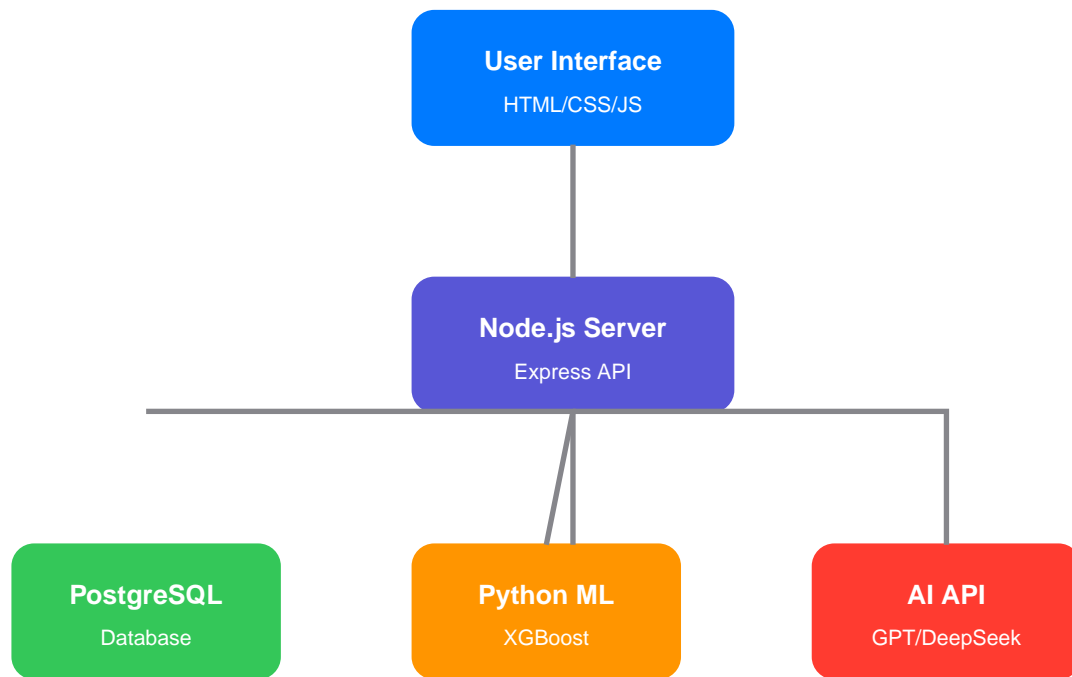 User Interface
HTML/CSS/JS
Node.js Server
Express API
PostgreSQL
Database
Python ML
XGBoost
AI API
GPT/DeepSeek